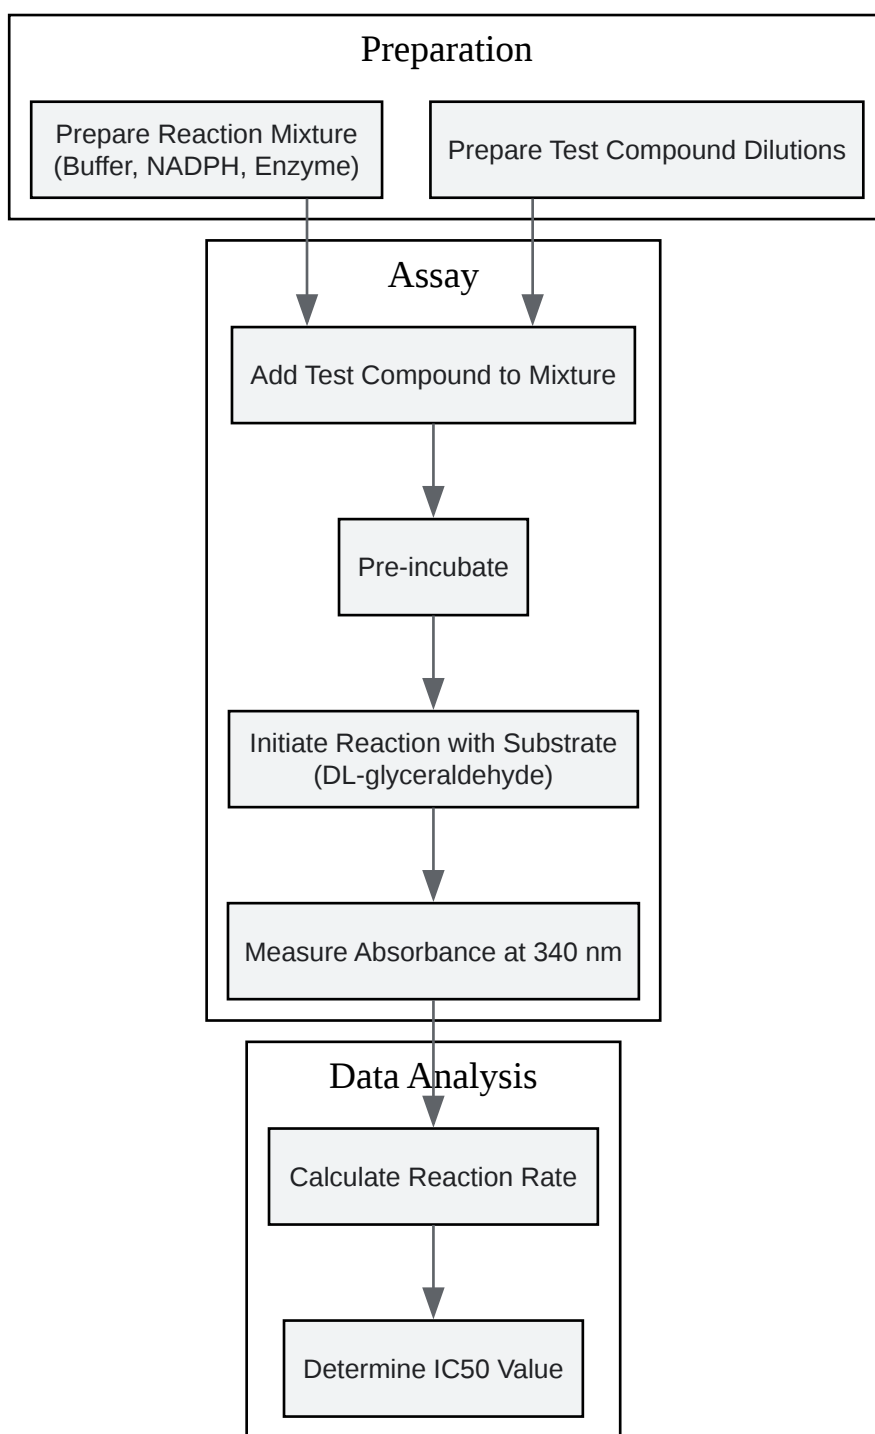 Preparation
Prepare Reaction Mixture
(Buffer, NADPH, Enzyme)
Prepare Test Compound Dilutions
Assay
Add Test Compound to Mixture
Pre-incubate
Initiate Reaction with Substrate
(DL-glyceraldehyde)
Measure Absorbance at 340 nm
Data Analysis
Calculate Reaction Rate
Determine IC50 Value